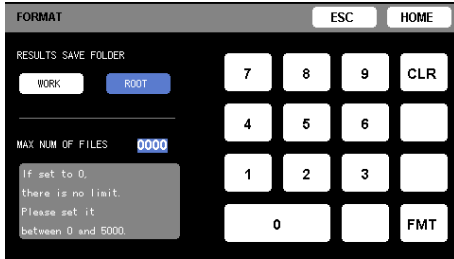 FORMAT ESC HOME
RESULTS SAVE FOLDER
WORK ROOT
MAX NUM OF FILES 0000
If set to 0,
there is no limit.
Please set it
between 0 and 5000.
7 8 9 CLR
4 5 6
1 2 3
0 FMT